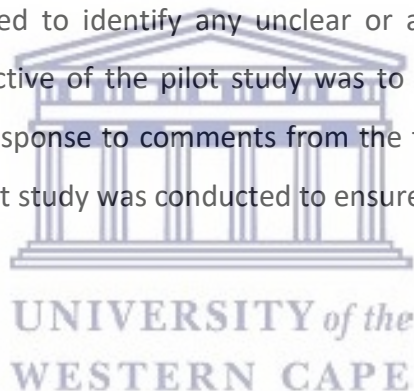 ed to identify any unclear or a
ctive of the pilot study was to
sponse to comments from the
t study was conducted to ensure
UNIVERSITY of the
WESTERN CAPE